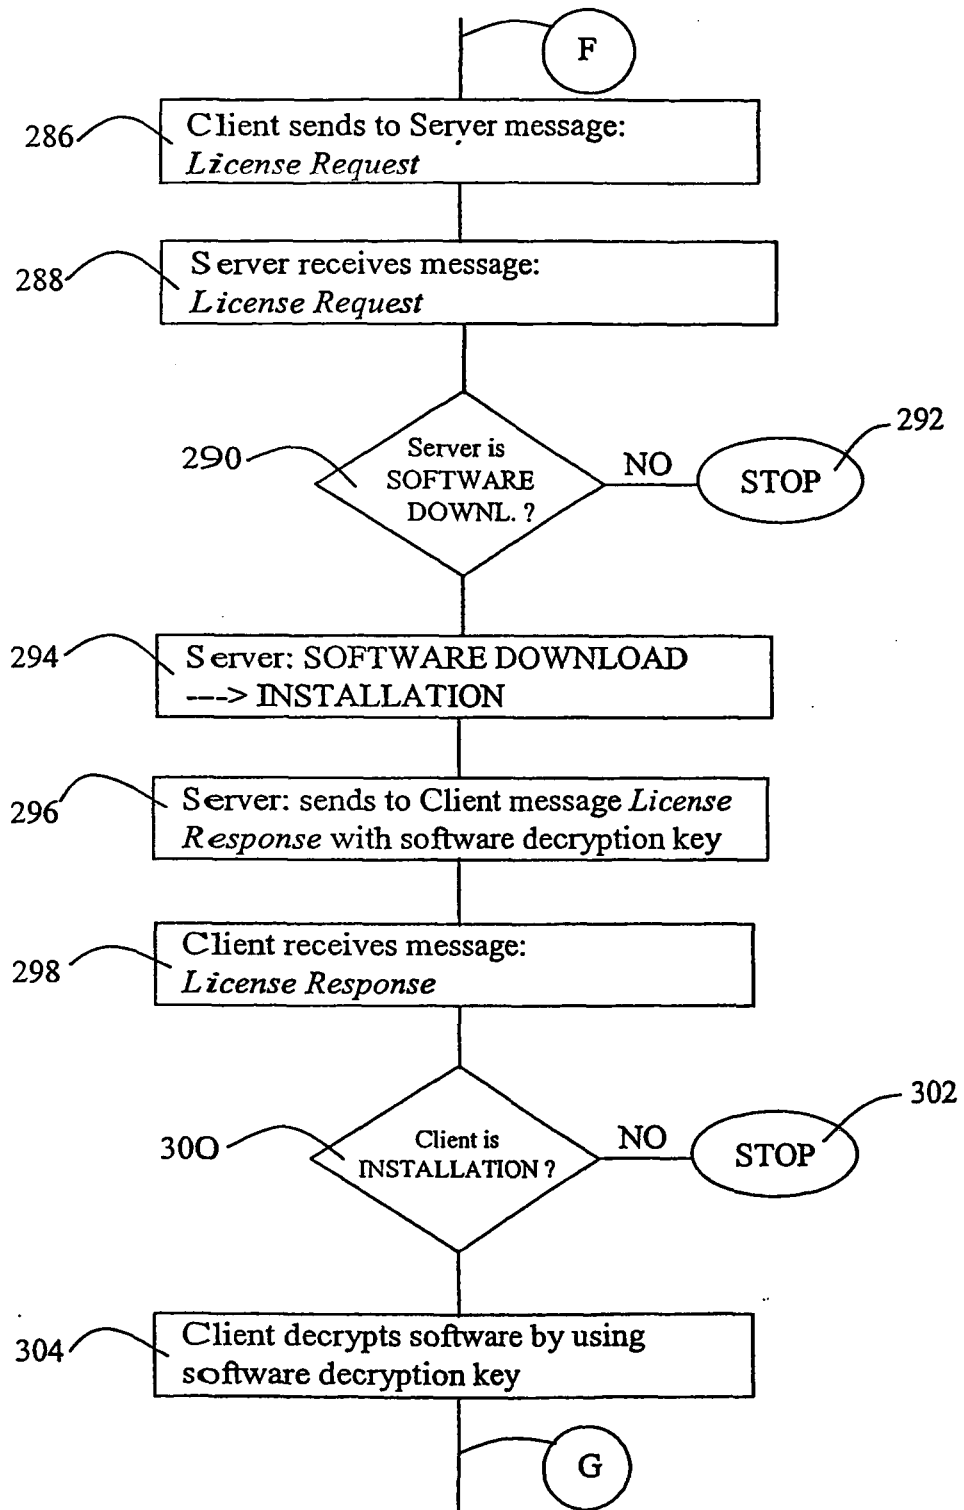 F
286
Client sends to Server message:
License Request
288
Server receives message:
License Request
290
Server is
SOFTWARE
DOWNL. ?
NO
STOP
292
294
Server: SOFTWARE DOWNLOAD
---> INSTALLATION
296
Server: sends to Client message License
Response with software decryption key
298
Client receives message:
License Response
300
Client is
INSTALLATION ?
NO
STOP
302
304
Client decrypts software by using
software decryption key
G